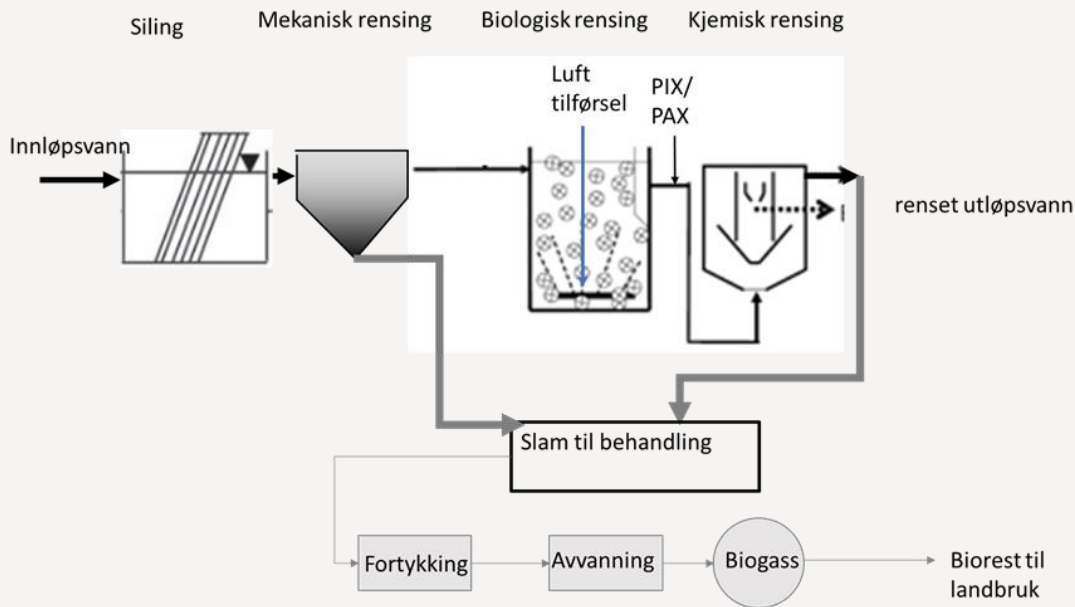 Siling
Mekanisk rensing
Biologisk rensing
Kjemisk rensing
Luft
tilførsel
PIX/
PAX
Innløpsvann
renset utløpsvann
Slam til behandling
Fortykking
Avvanning
Biogass
Biorest til
landbruk